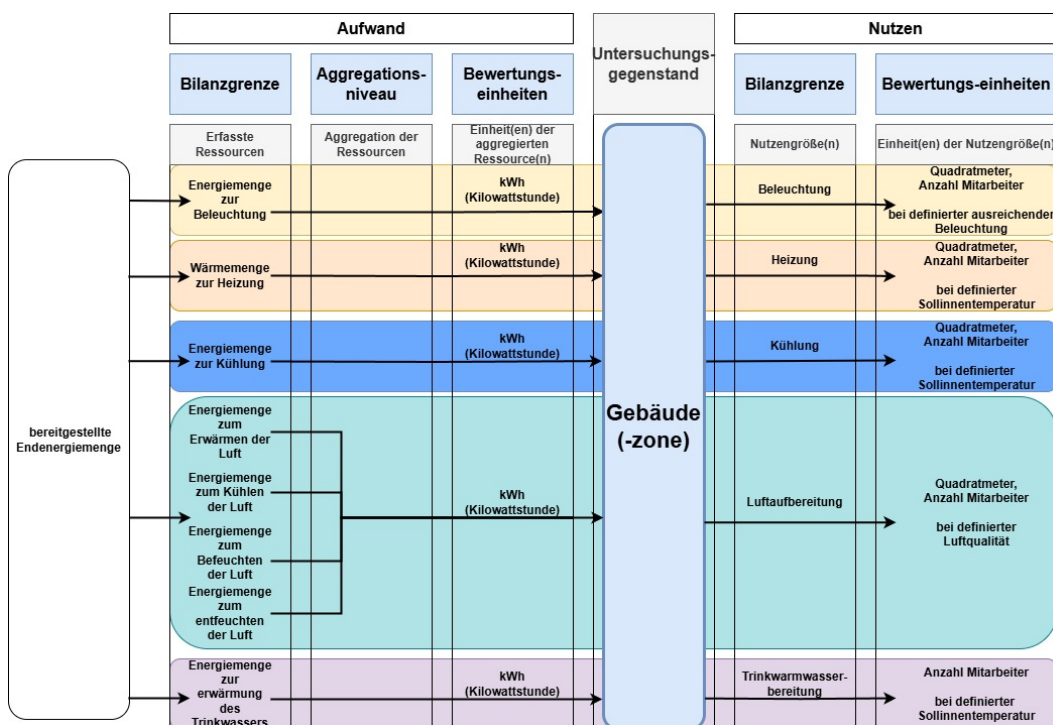 Aufwand
Nutzen
Untersuchungs-
gegenstand
Bilanzgrenze
Aggregations-
niveau
Bewertungs-
einheiten
Bilanzgrenze
Bewertungs-einheiten
Erfasste
Ressourcen
Aggregation der
Ressourcen
Einheit(en) der
aggregierten
Ressource(n)
Nutzengröße(n)
Einheit(en) der Nutzengröße(n)
bereitgestellte
Endenergiemenge
Gebäude
(-zone)
Energiemenge
zur
Beleuchtung
kWh
(Kilowattstunde)
Beleuchtung
Quadratmeter,
Anzahl Mitarbeiter
bei definierter ausreichender
Beleuchtung
Wärmemenge
zur Heizung
kWh
(Kilowattstunde)
Heizung
Quadratmeter,
Anzahl Mitarbeiter
bei definierter
Sollinnentemperatur
Energiemenge
zur Kühlung
kWh
(Kilowattstunde)
Kühlung
Quadratmeter,
Anzahl Mitarbeiter
bei definierter
Sollinnentemperatur
Energiemenge
zum
Erwärmen der
Luft
Energiemenge
zum Kühlen
der Luft
Energiemenge
zum
Befeuchten
der Luft
Energiemenge
zum
entfeuchten
der Luft
kWh
(Kilowattstunde)
Luftaufbereitung
Quadratmeter,
Anzahl Mitarbeiter
bei definierter
Luftqualität
Energiemenge
zur
erwärmung
des
Trinkwassers
kWh
(Kilowattstunde)
Trinkwarmwasser-
bereitung
Anzahl Mitarbeiter
bei definierter
Sollinnentemperatur